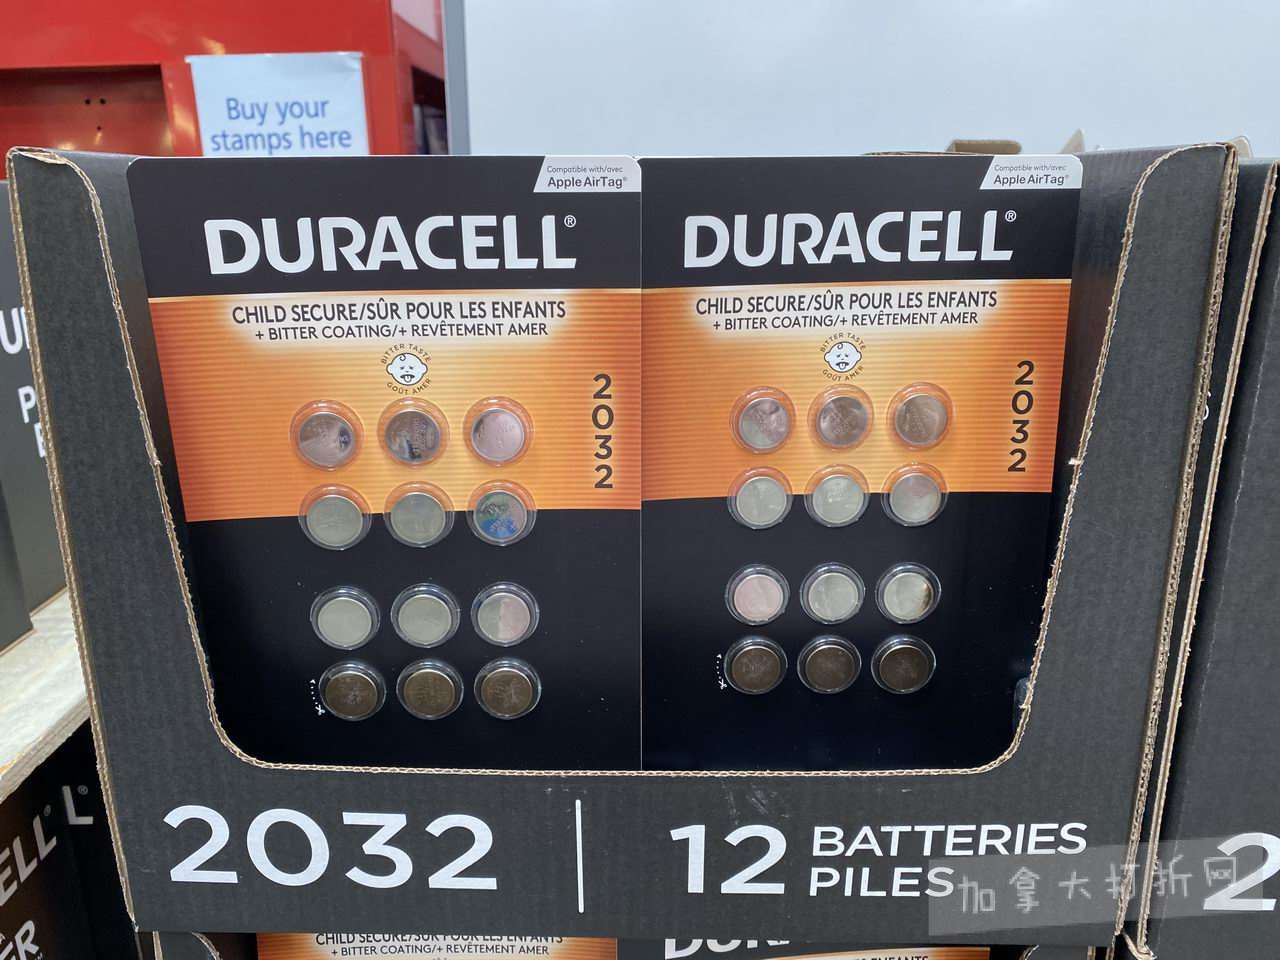 Buy your
stamps here
Compatible with/avec
Apple AirTag®
DURACELL®
CHILD SECURE/SÛR POUR LES ENFANTS
+ BITTER COATING/+ REVÊTEMENT AMER
BITTER TASTE
GOÛT AMER
2032
Compatible with/avec
Apple AirTag®
DURACELL®
CHILD SECURE/SÛR POUR LES ENFANTS
+ BITTER COATING/+ REVÊTEMENT AMER
BITTER TASTE
GOÛT AMER
2032
2032 | 12 BATTERIES
PILES
加拿大打折网
2
CHILD SECURE/SÛR POUR LES ENFANTS
+ BITTER COATING/+ REVÊTEMENT AMER